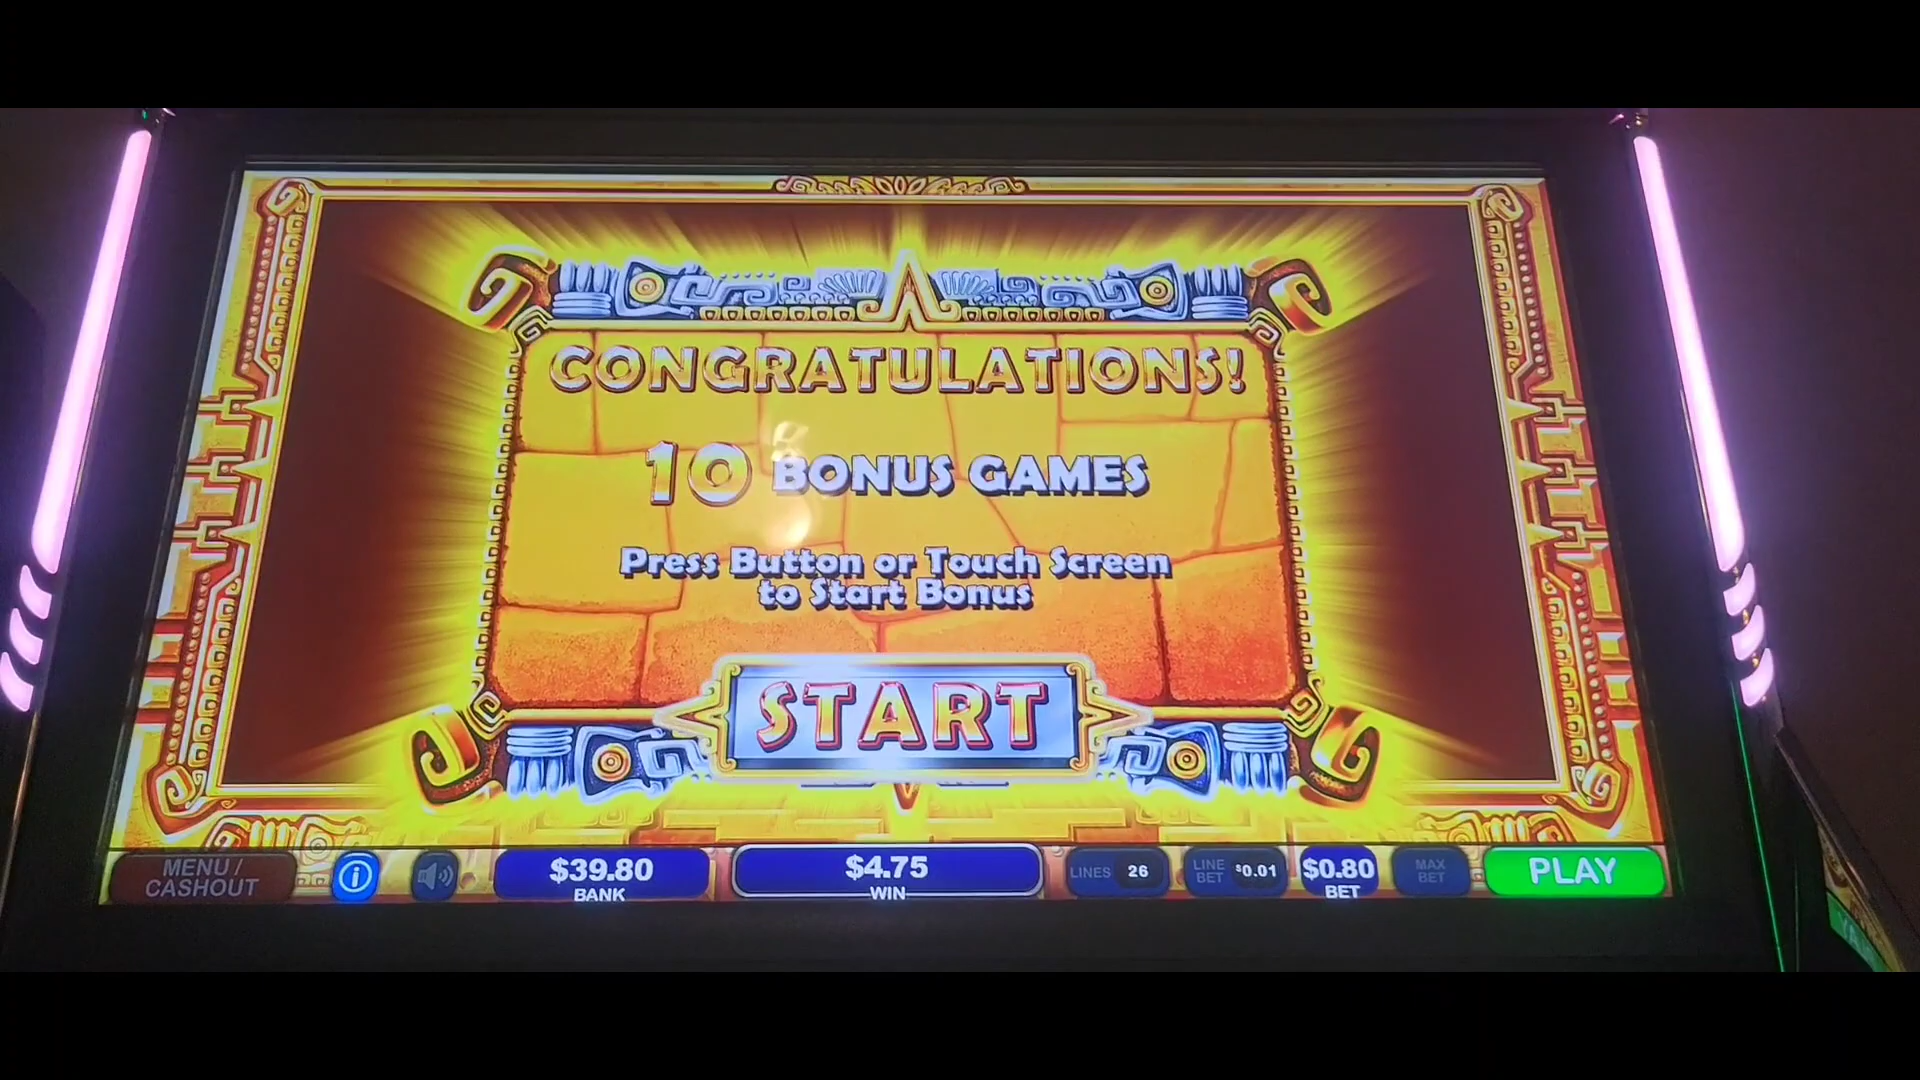 CONGRATULATIONS!
10 BONUS GAMES
Press Button or Touch Screen
to Start Bonus
START
MENU /
CASHOUT
$39.80
BANK
$4.75
WIN
LINES 26
LINE
BET $0.01
$0.80
BET
MAX
BET
PLAY